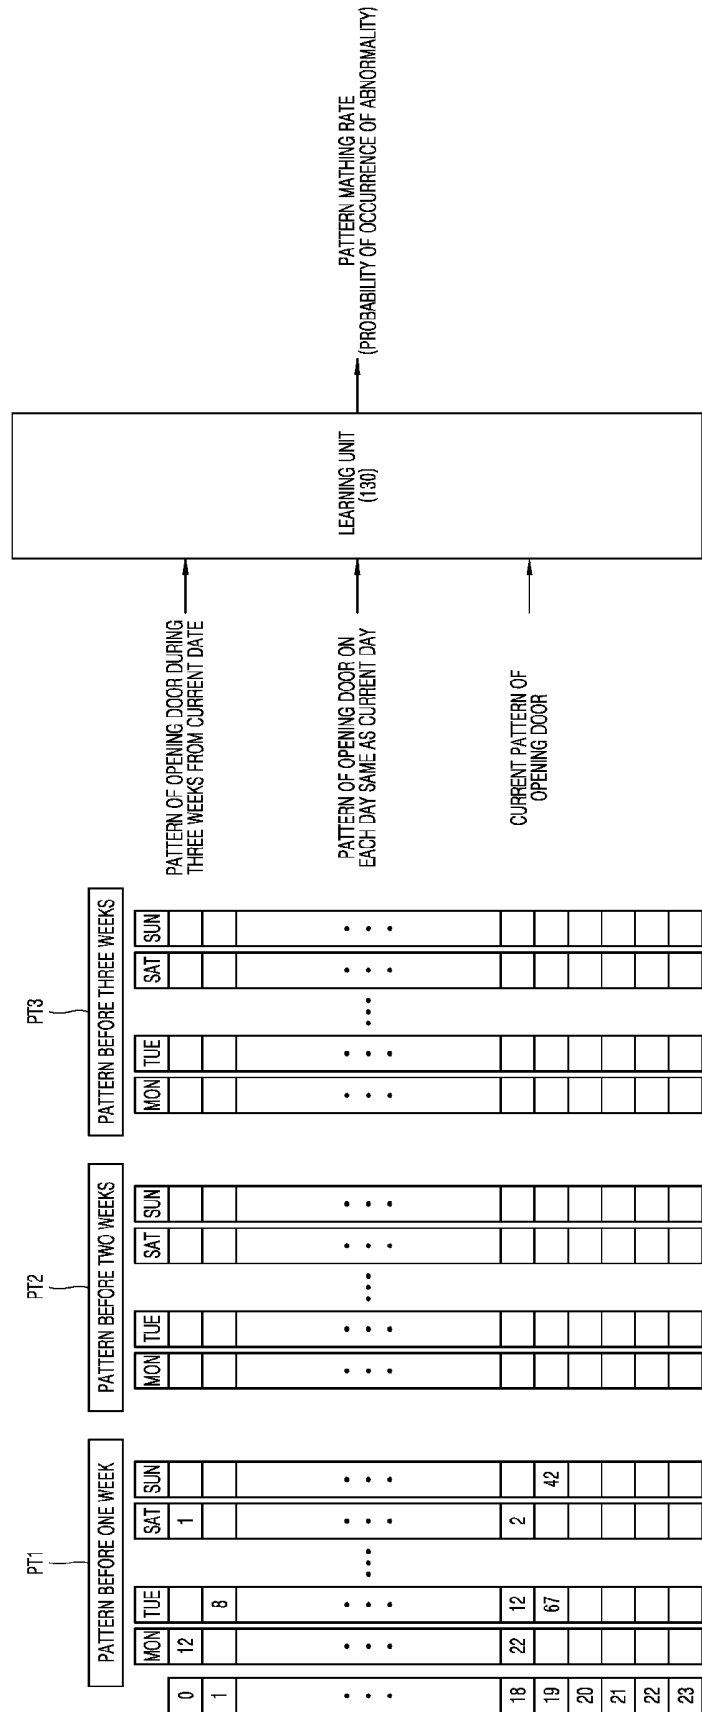 PT1
PATTERN BEFORE ONE WEEK
MON TUE SAT SUN
0 12 1
1 8
18 22 12 2
19 67 42
20
21
22
23
PT2
PATTERN BEFORE TWO WEEKS
MON TUE SAT SUN
PT3
PATTERN BEFORE THREE WEEKS
MON TUE SAT SUN
PATTERN OF OPENING DOOR DURING
THREE WEEKS FROM CURRENT DATE
PATTERN OF OPENING DOOR ON
EACH DAY SAME AS CURRENT DAY
CURRENT PATTERN OF
OPENING DOOR
LEARNING UNIT
(130)
PATTERN MATHING RATE
(PROBABILITY OF OCCURRENCE OF ABNORMALITY)